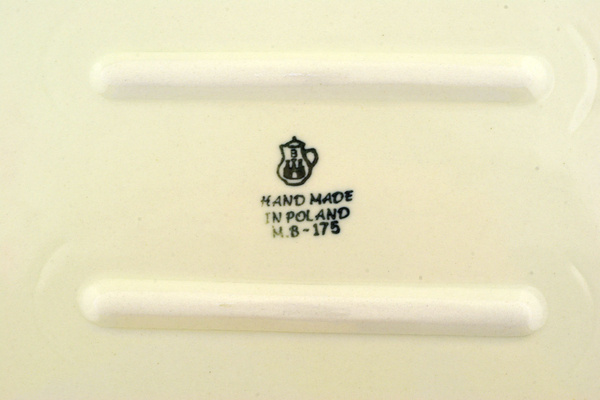 B
HAND MADE
IN POLAND
M.B-175